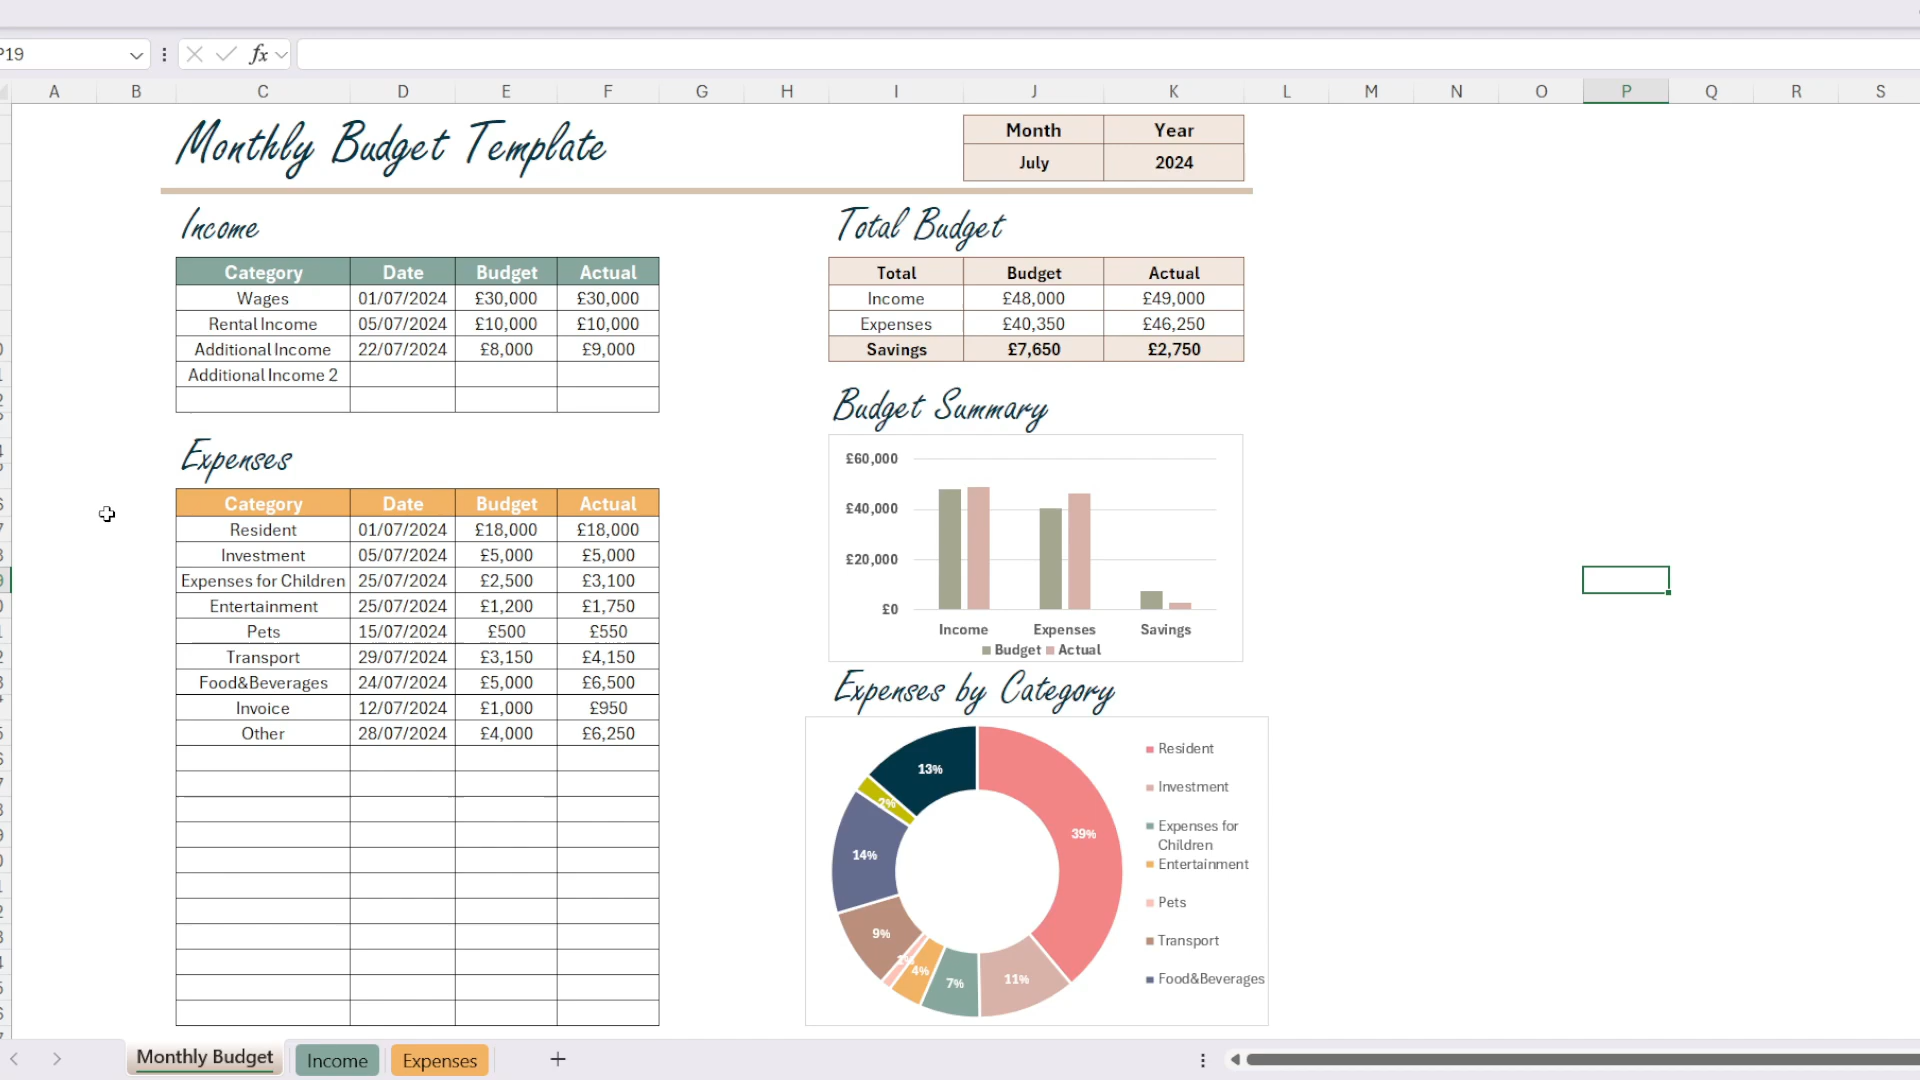 P19
fx
A B C D E F G H I J K L M N O P Q R S
Monthly Budget Template
Month Year
July 2024
Income
Category Date Budget Actual
Wages 01/07/2024 £30,000 £30,000
Rental Income 05/07/2024 £10,000 £10,000
Additional Income 22/07/2024 £8,000 £9,000
Additional Income 2
Total Budget
Total Budget Actual
Income £48,000 £49,000
Expenses £40,350 £46,250
Savings £7,650 £2,750
Expenses
Category Date Budget Actual
Resident 01/07/2024 £18,000 £18,000
Investment 05/07/2024 £5,000 £5,000
Expenses for Children 25/07/2024 £2,500 £3,100
Entertainment 25/07/2024 £1,200 £1,750
Pets 15/07/2024 £500 £550
Transport 29/07/2024 £3,150 £4,150
Food&Beverages 24/07/2024 £5,000 £6,500
Invoice 12/07/2024 £1,000 £950
Other 28/07/2024 £4,000 £6,250
Budget Summary
£60,000
£40,000
£20,000
£0
Income Expenses Savings
Budget Actual
Expenses by Category
13%
2%
39%
14%
9%
1%
4%
7%
11%
Resident
Investment
Expenses for
Children
Entertainment
Pets
Transport
Food&Beverages
Monthly Budget Income Expenses